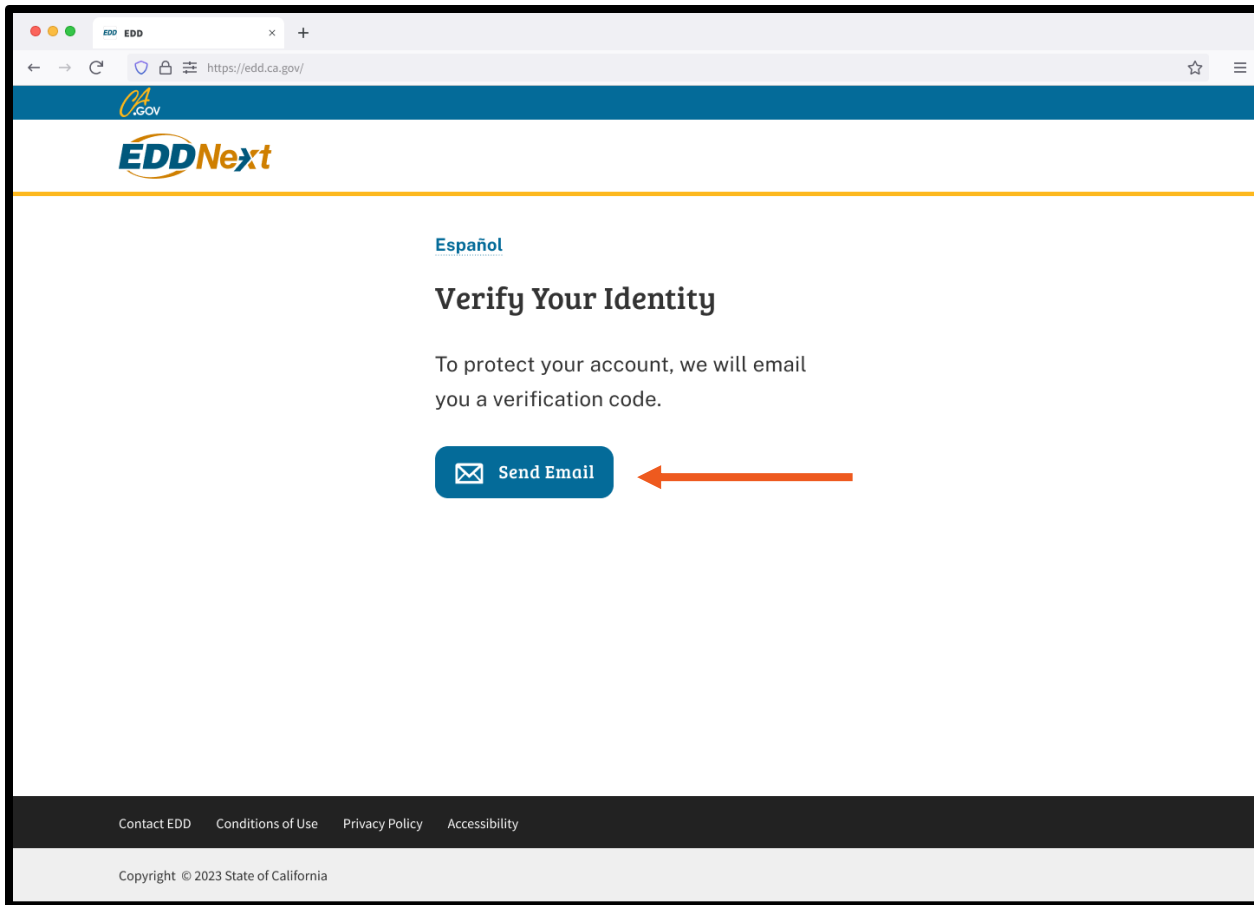 EDD EDD
https://edd.ca.gov/
CA.GOV
EDDNext
Español
Verify Your Identity
To protect your account, we will email
you a verification code.
Send Email
Contact EDD Conditions of Use Privacy Policy Accessibility
Copyright © 2023 State of California